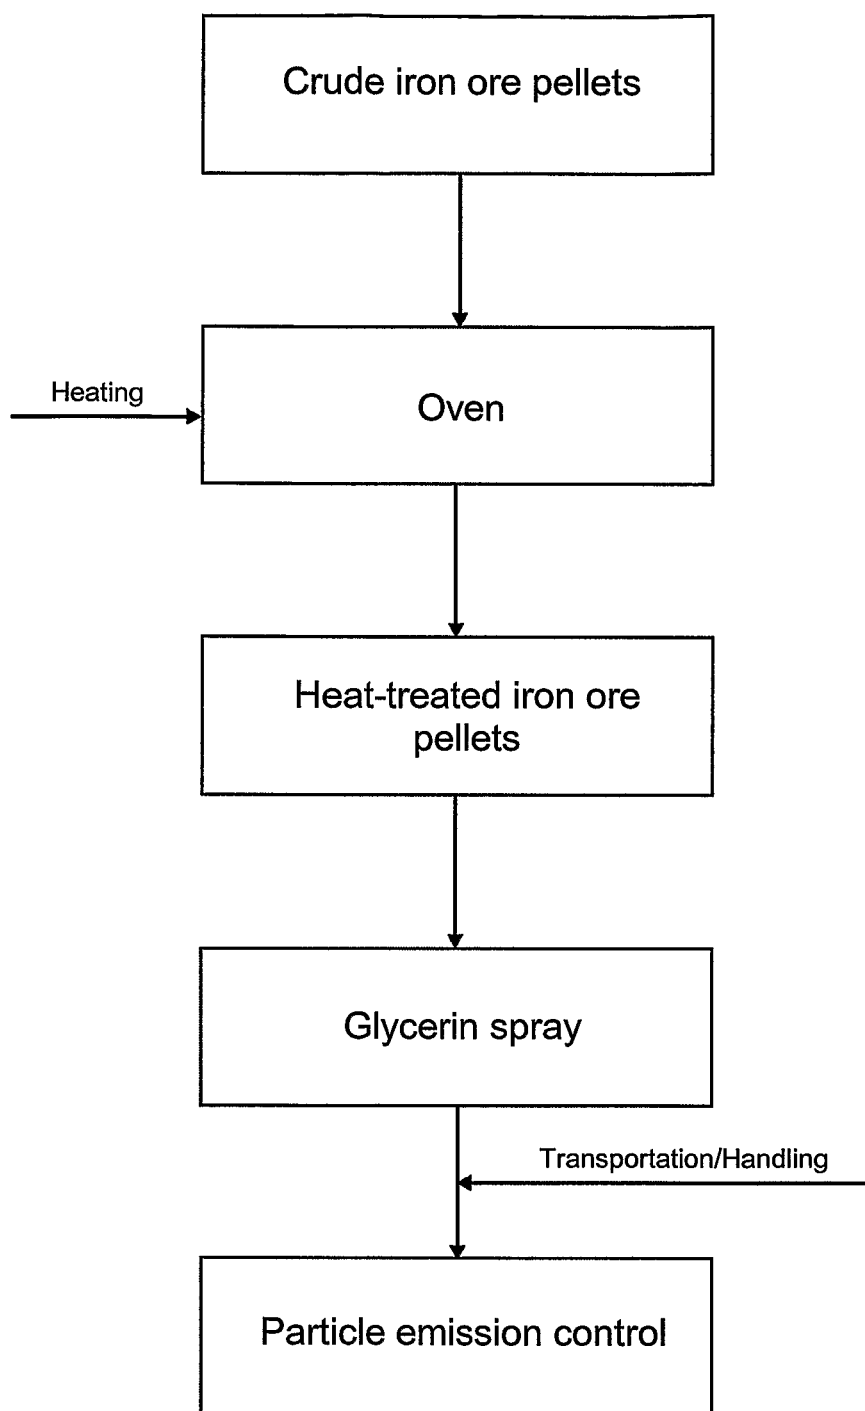 Crude iron ore pellets
Heating
Oven
Heat-treated iron ore
pellets
Glycerin spray
Transportation/Handling
Particle emission control